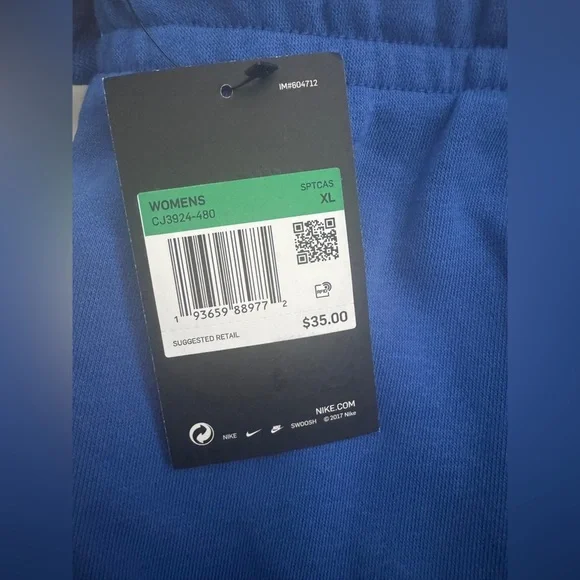 IM#604712
WOMENS SPTCAS
CJ3924-480 XL
RFID
1 93659 88977 2
$35.00
SUGGESTED RETAIL
NIKE.COM
NIKE SWOOSH © 2017 Nike